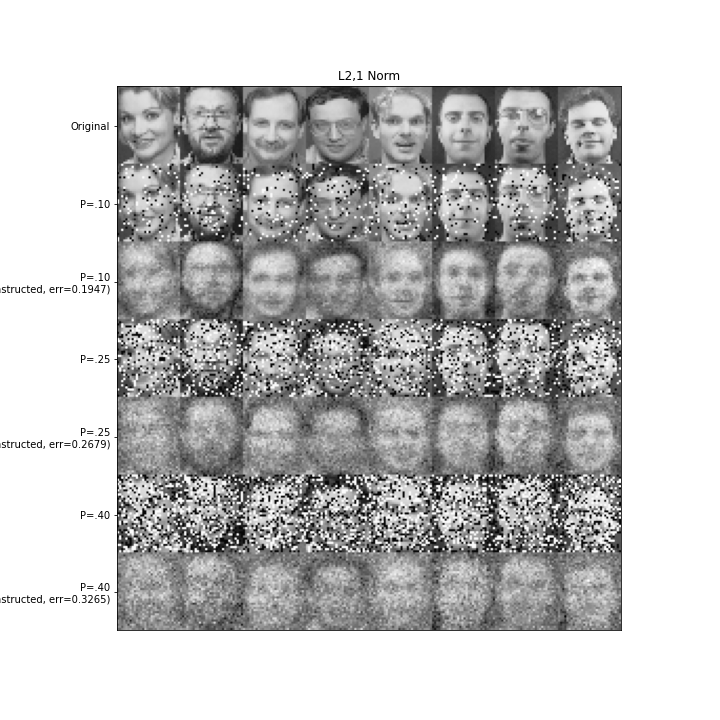 L2,1 Norm
Original
P=.10
P=.10
structed, err=0.1947)
P=.25
P=.25
structed, err=0.2679)
P=.40
P=.40
structed, err=0.3265)